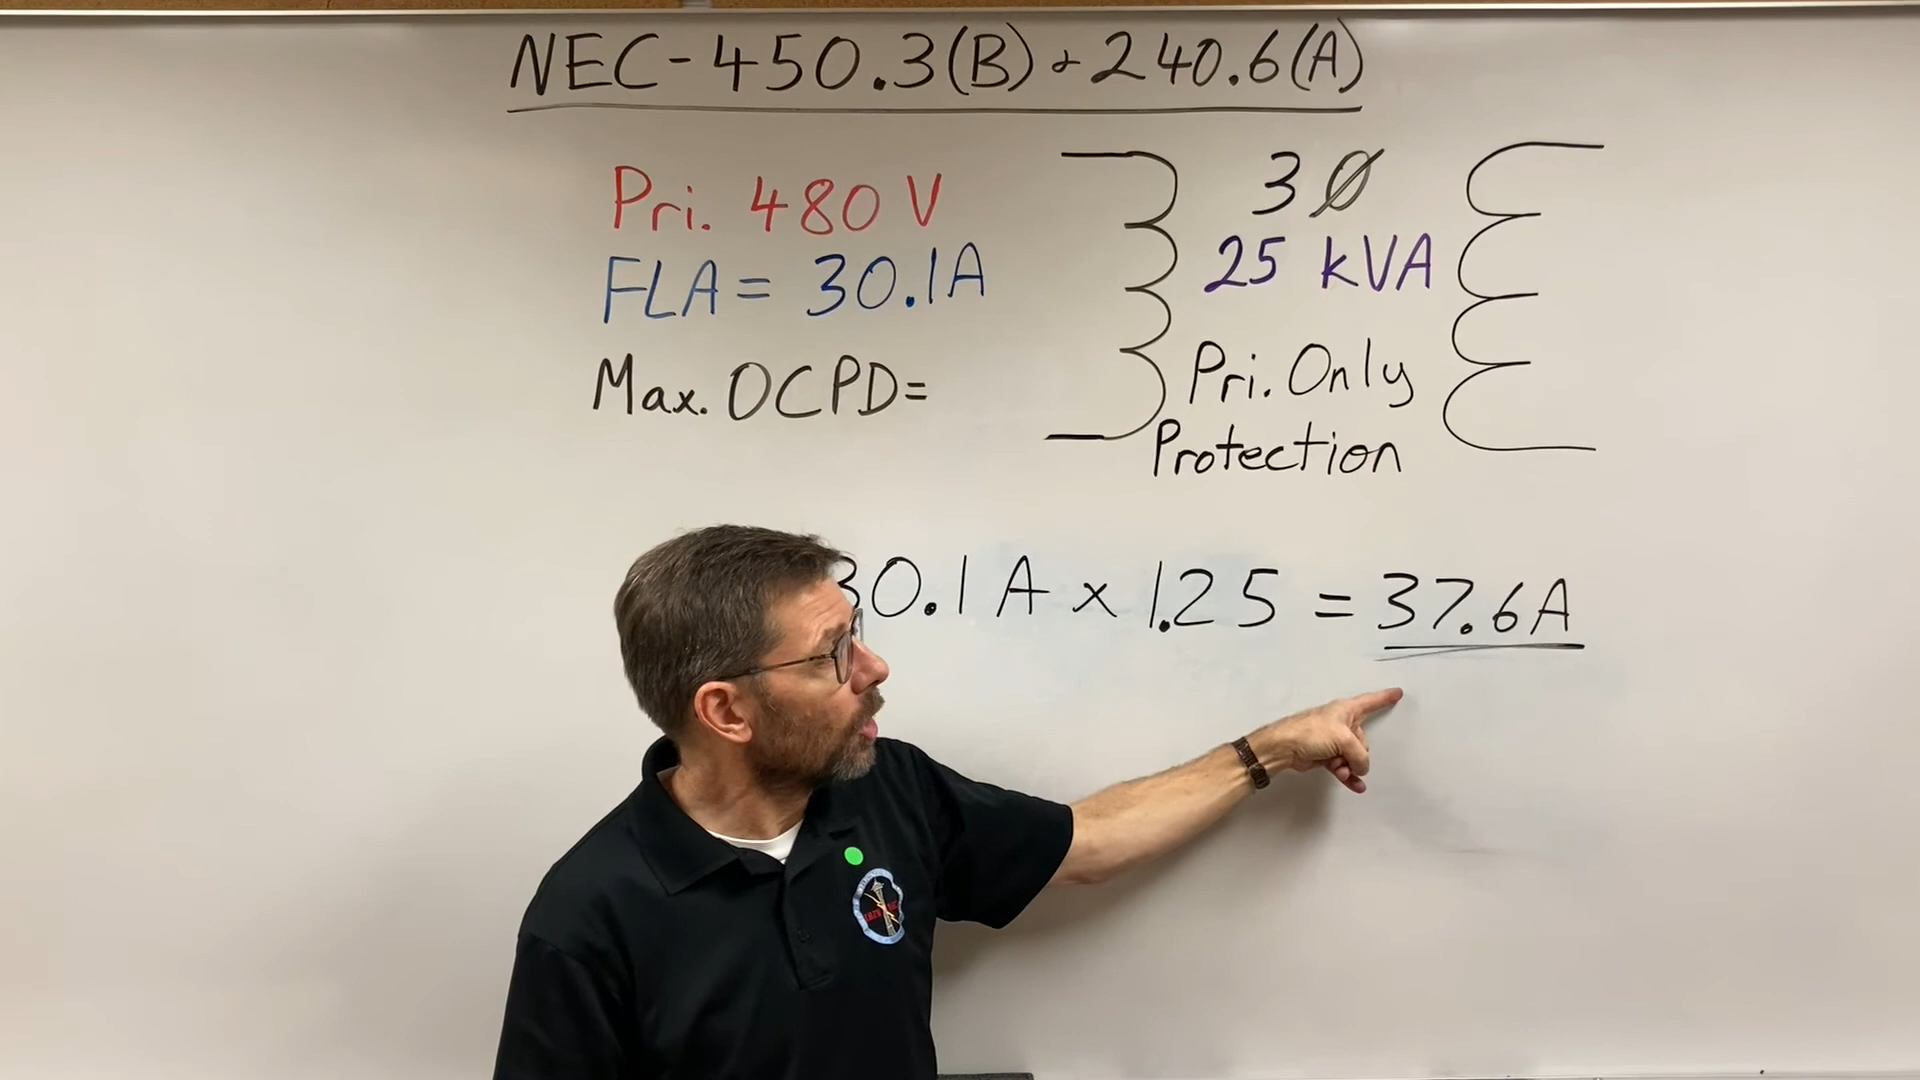 NEC-450.3(B)+240.6(A)
Pri. 480 V
FLA = 30.1A
Max. OCPD=
3Ø
25 kVA
Pri. Only
Protection
30.1 A x 1.25 = 37.6A